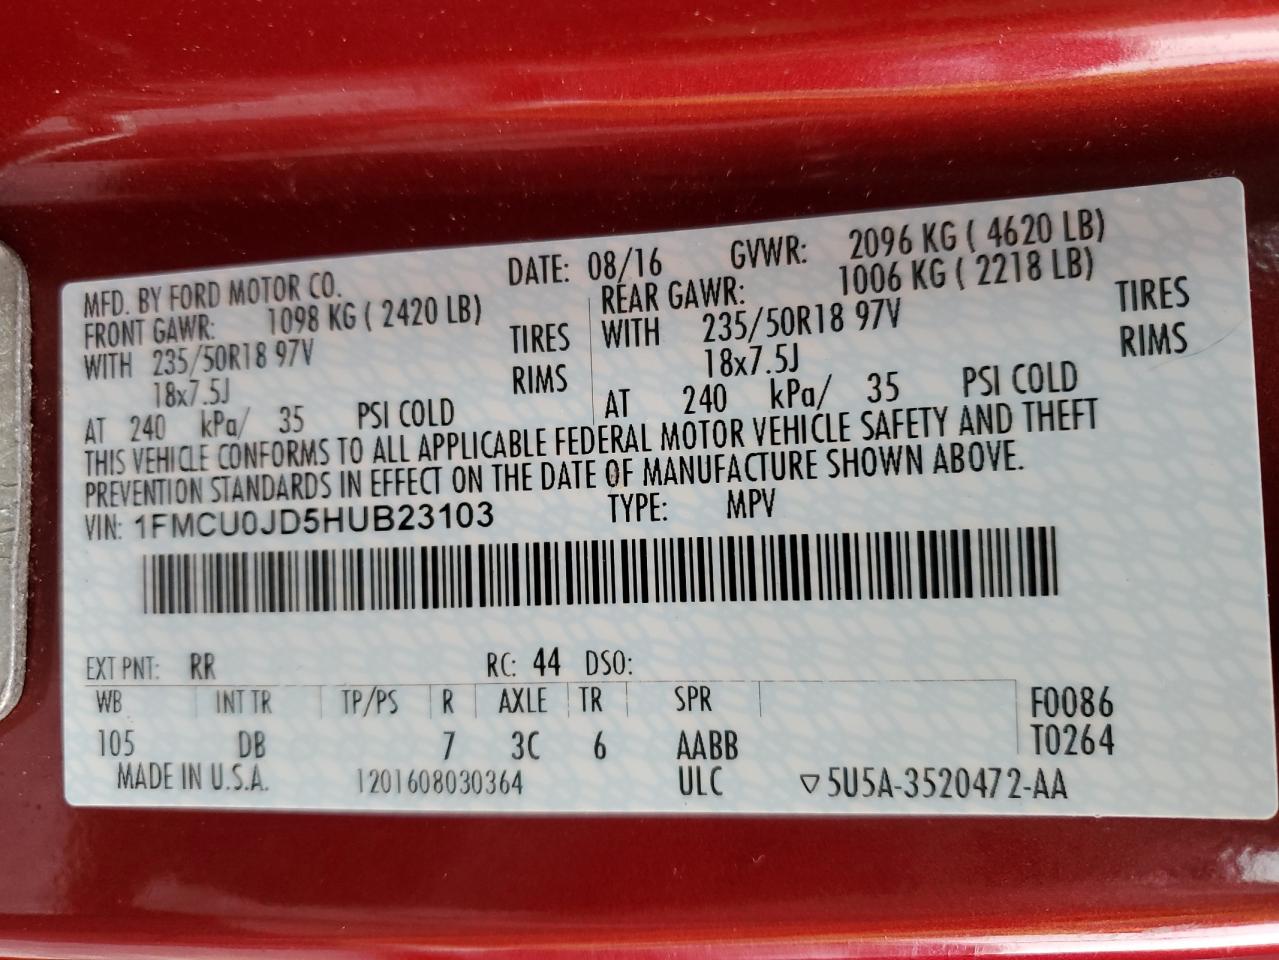 MFD. BY FORD MOTOR CO. DATE: 08/16 GVWR: 2096 KG ( 4620 LB)
FRONT GAWR: 1098 KG ( 2420 LB) REAR GAWR: 1006 KG ( 2218 LB)
WITH 235/50R18 97V TIRES WITH 235/50R18 97V TIRES
18x7.5J RIMS 18x7.5J RIMS
AT 240 kPa/ 35 PSI COLD AT 240 kPa/ 35 PSI COLD
THIS VEHICLE CONFORMS TO ALL APPLICABLE FEDERAL MOTOR VEHICLE SAFETY AND THEFT
PREVENTION STANDARDS IN EFFECT ON THE DATE OF MANUFACTURE SHOWN ABOVE.
VIN: 1FMCU0JD5HUB23103 TYPE: MPV
EXT PNT: RR RC: 44 DSO:
WB INT TR TP/PS R AXLE TR SPR F0086
105 DB 7 3C 6 AABB T0264
MADE IN U.S.A. 1201608030364 ULC ▽5U5A-3520472-AA